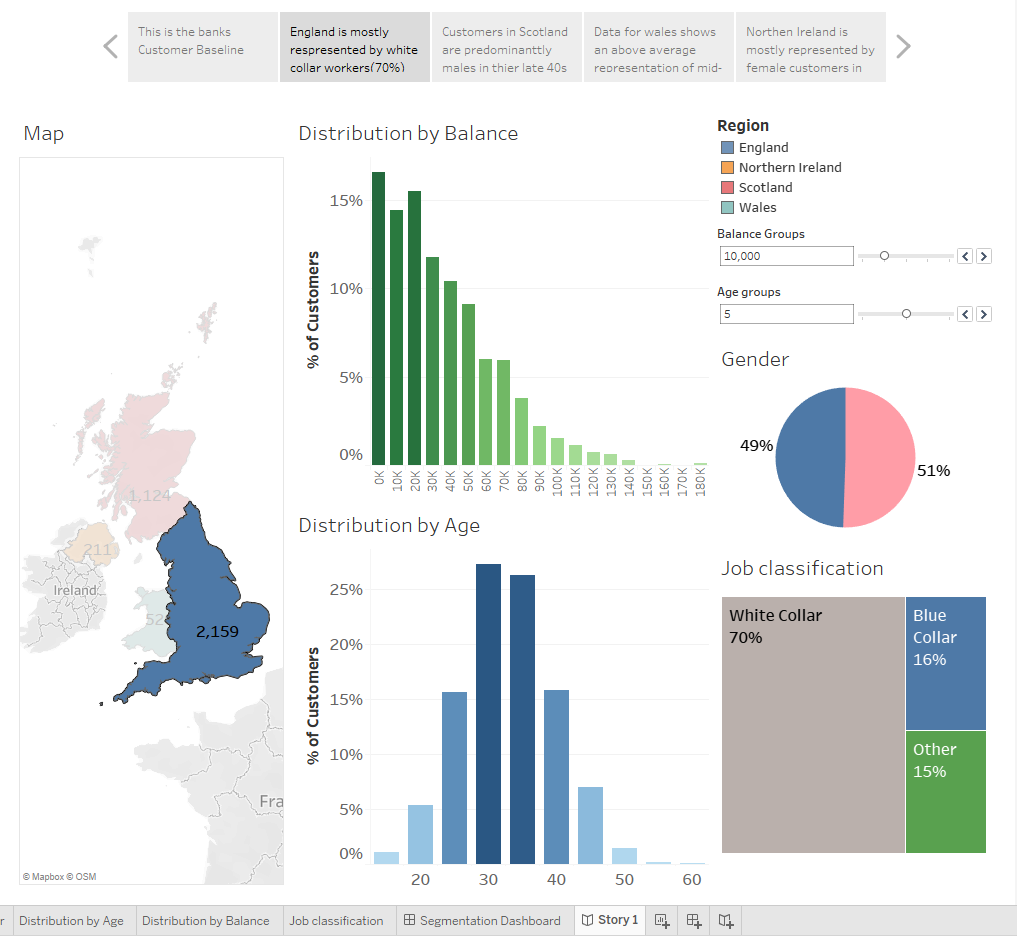 This is the banks
Customer Baseline
England is mostly
respresented by white
collar workers(70%)
Customers in Scotland
are predominanttly
males in thier late 40s
Data for wales shows
an above average
representation of mid-
Northen Ireland is
mostly represented by
female customers in
Map
1,124
211
Ireland
52
2,159
Fra
© Mapbox © OSM
Distribution by Balance
% of Customers
15%
10%
5%
0%
0K
10K
20K
30K
40K
50K
60K
70K
80K
90K
100K
110K
120K
130K
140K
150K
160K
170K
180K
Distribution by Age
% of Customers
25%
20%
15%
10%
5%
0%
20
30
40
50
60
Region
England
Northern Ireland
Scotland
Wales
Balance Groups
10,000
Age groups
5
Gender
49%
51%
Job classification
White Collar
70%
Blue
Collar
16%
Other
15%
r
Distribution by Age
Distribution by Balance
Job classification
Segmentation Dashboard
Story 1